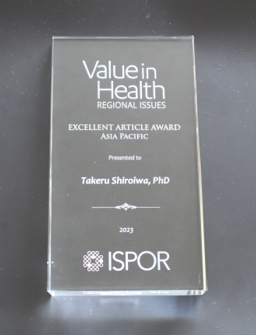 Value in
Health
REGIONAL ISSUES
EXCELLENT ARTICLE AWARD
ASIA PACIFIC
Presented to
Takeru Shiroiwa, PhD
2023
ISPOR